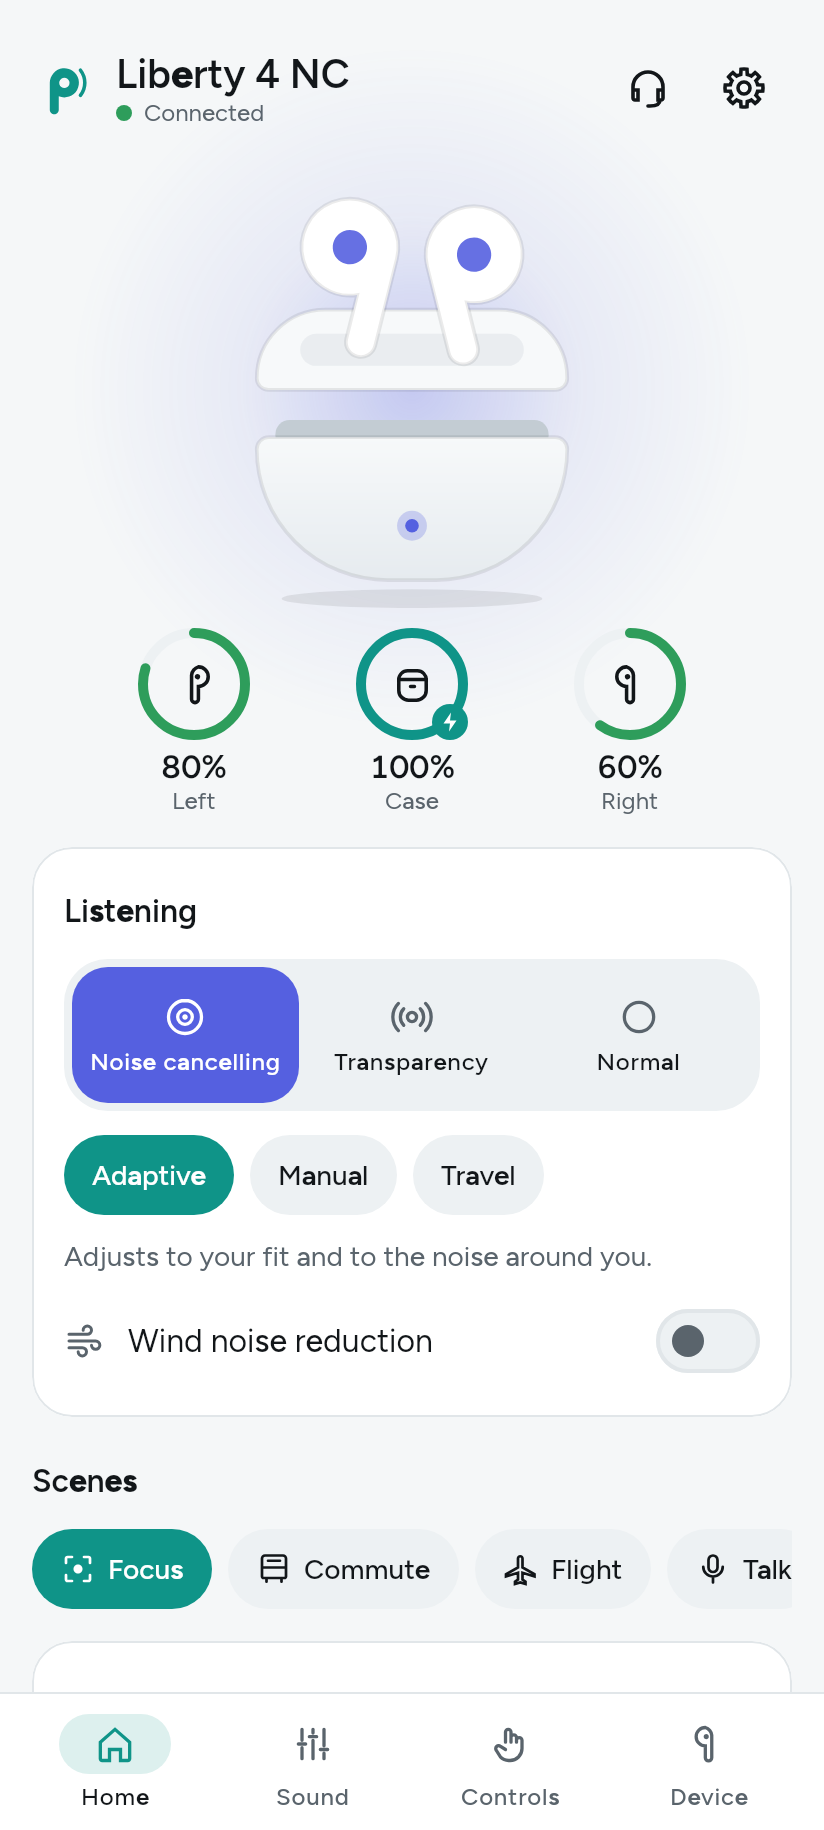 Liberty 4 NC
Connected
80%
100%
60%
Left
Case
Right
Listening
Noise cancelling
Transparency
Normal
Adaptive
Manual
Travel
Adjusts to your fit and to the noise around you.
Wind noise reduction
Scenes
Focus
Commute
Flight
Talk
Home
Sound
Controls
Device